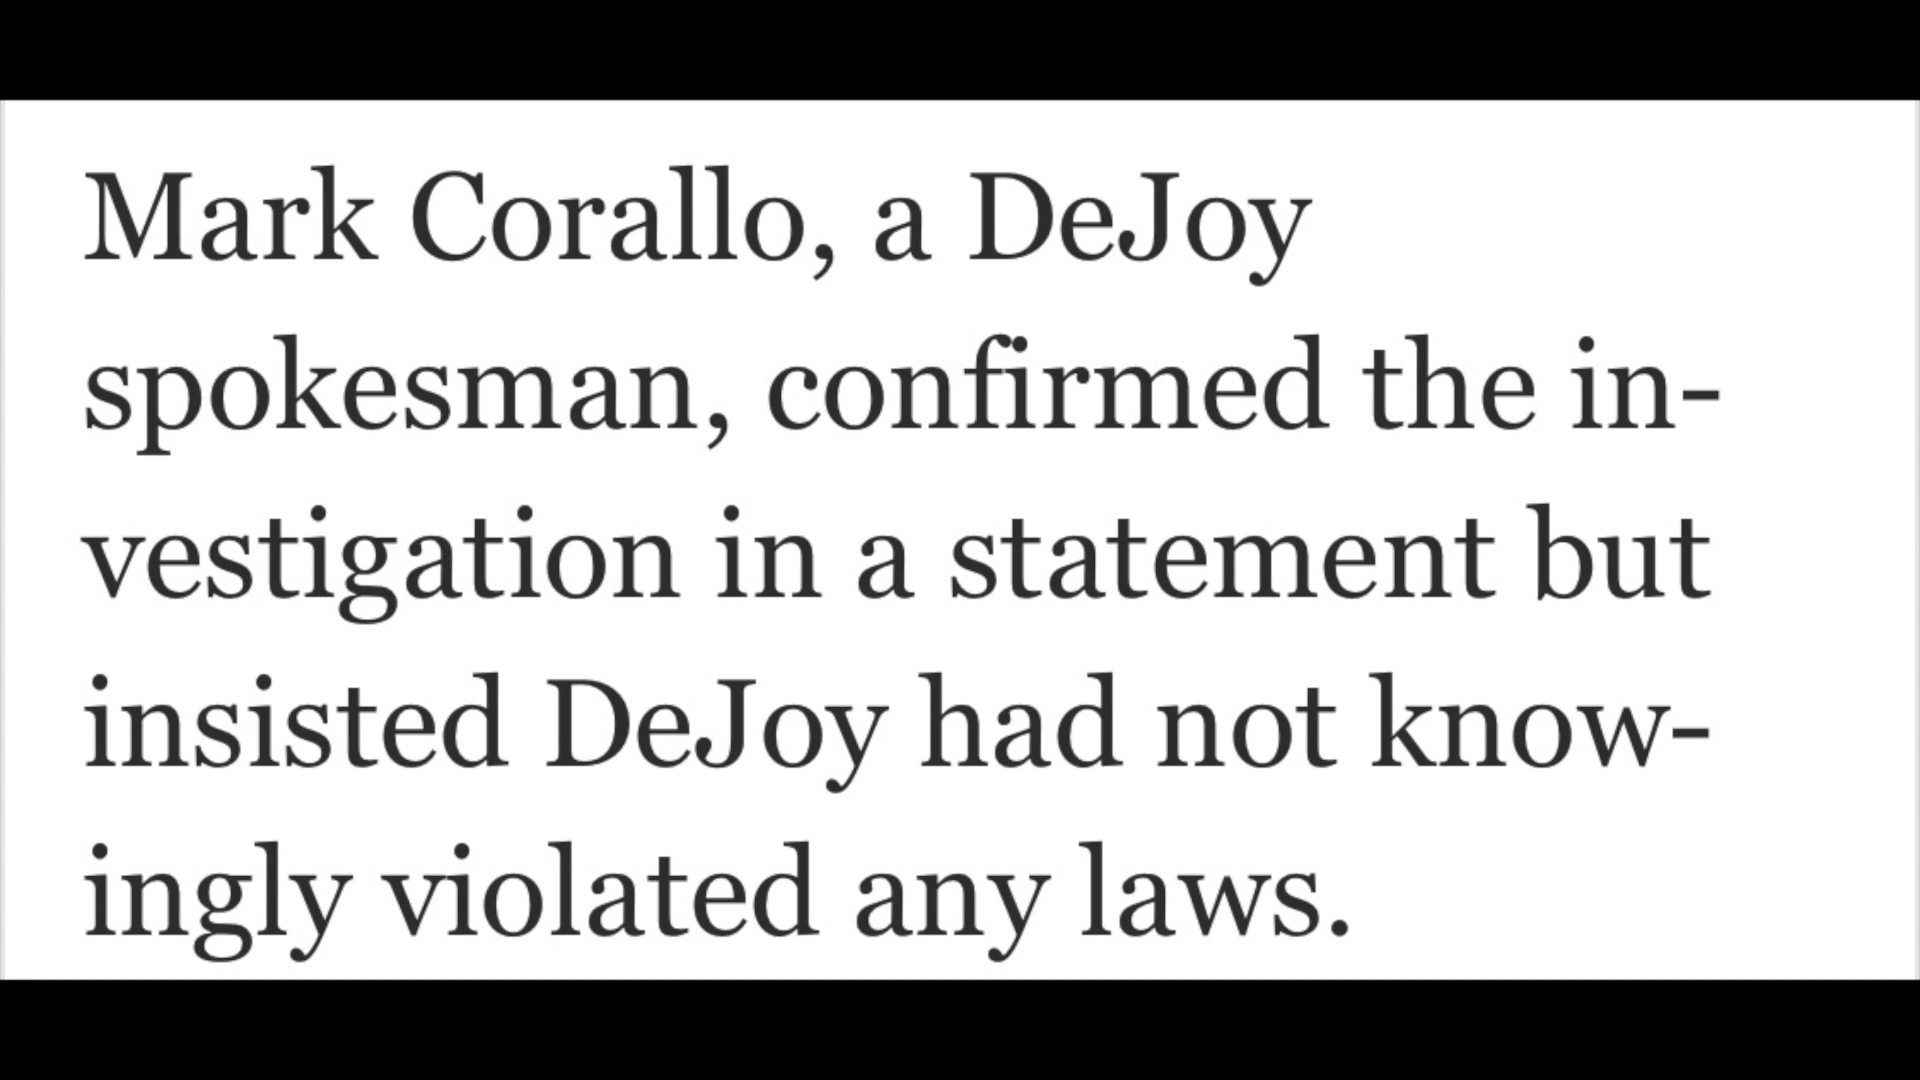 Mark Corallo, a DeJoy
spokesman, confirmed the in-
vestigation in a statement but
insisted DeJoy had not know-
ingly violated any laws.